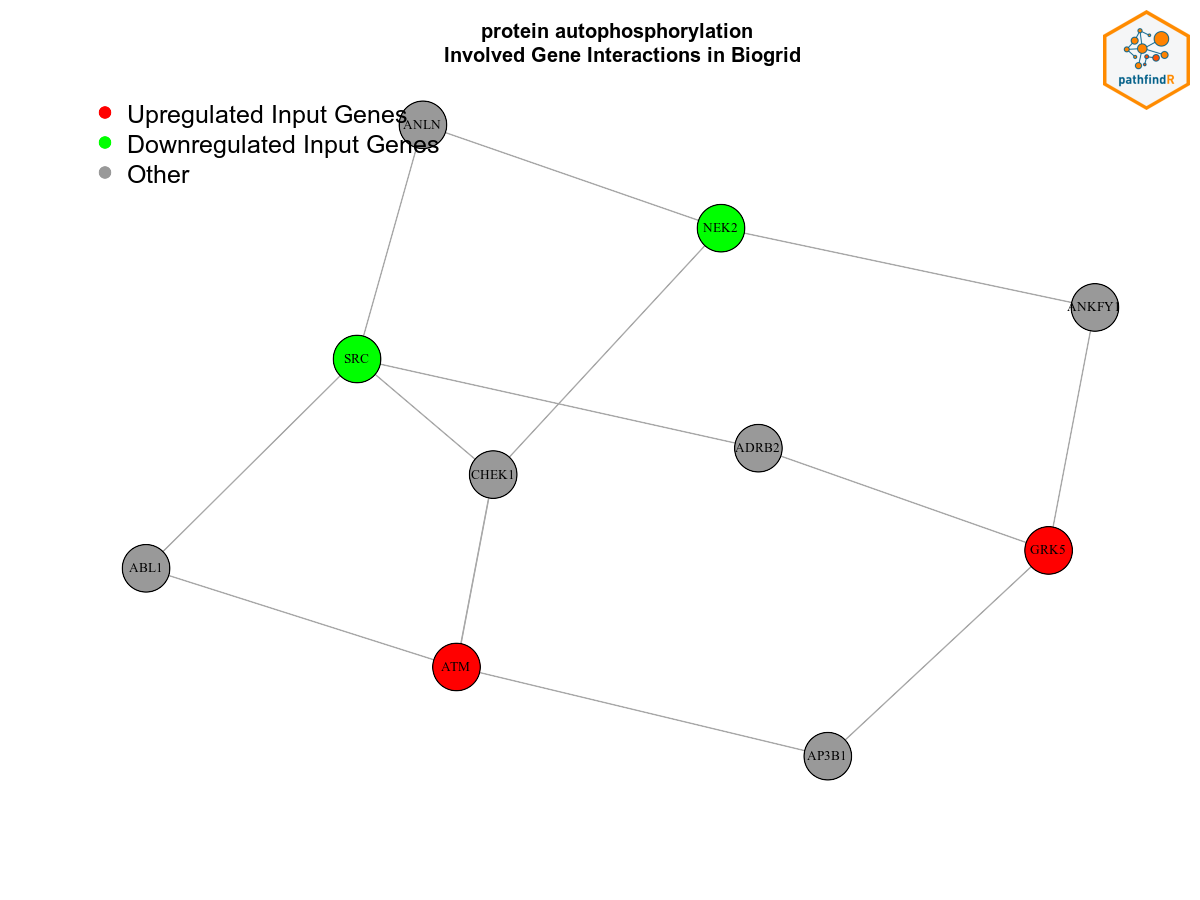 protein autophosphorylation
Involved Gene Interactions in Biogrid
pathfindR
Upregulated Input Genes
Downregulated Input Genes
Other
ANLN
NEK2
ANKFY1
SRC
ADRB2
CHEK1
GRK5
ABL1
ATM
AP3B1